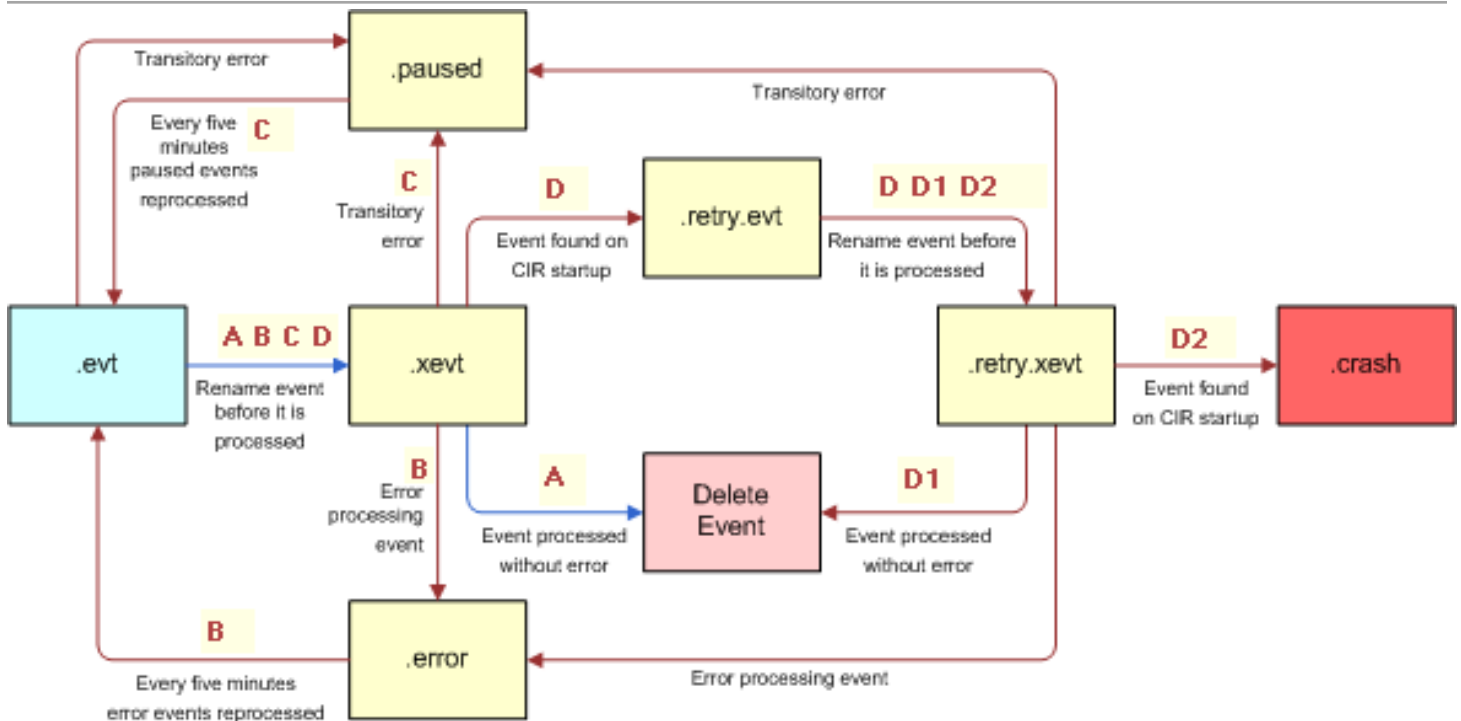 Transitory error
.paused
Transitory error
Every five
minutes
paused events
reprocessed
C
C
Transitory
error
D
Event found on
CIR startup
.retry.evt
D D1 D2
Rename event before
it is processed
.evt
A B C D
Rename event
before it is
processed
.xevt
.retry.xevt
D2
Event found
on CIR startup
.crash
B
Error
processing
event
A
Event processed
without error
Delete
Event
D1
Event processed
without error
B
Every five minutes
error events reprocessed
.error
Error processing event